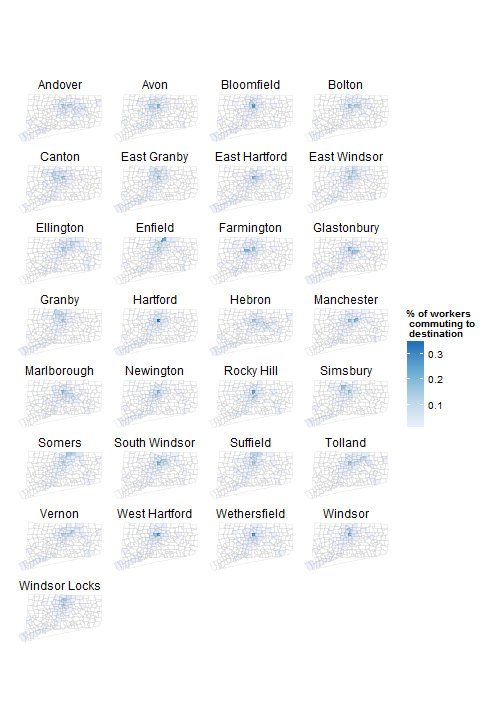 Andover Avon Bloomfield Bolton
Canton East Granby East Hartford East Windsor
Ellington Enfield Farmington Glastonbury
Granby Hartford Hebron Manchester
% of workers
commuting to
destination
0.3
0.2
0.1
Marlborough Newington Rocky Hill Simsbury
Somers South Windsor Suffield Tolland
Vernon West Hartford Wethersfield Windsor
Windsor Locks